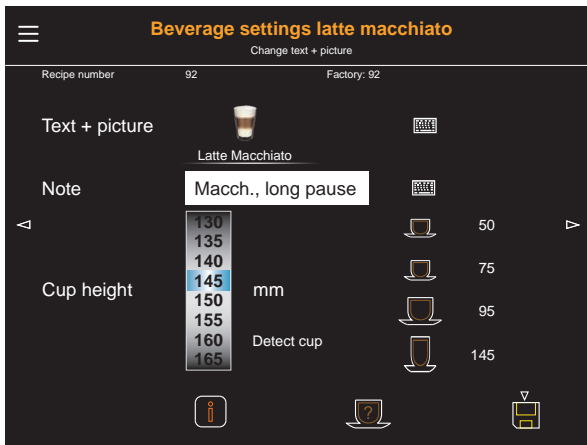 Beverage settings latte macchiato
Change text + picture
Recipe number 92 Factory: 92
Text + picture
Latte Macchiato
Note Macch., long pause
130
135
140
145
150
155
160
165
Cup height
mm
Detect cup
50
75
95
145
i
?